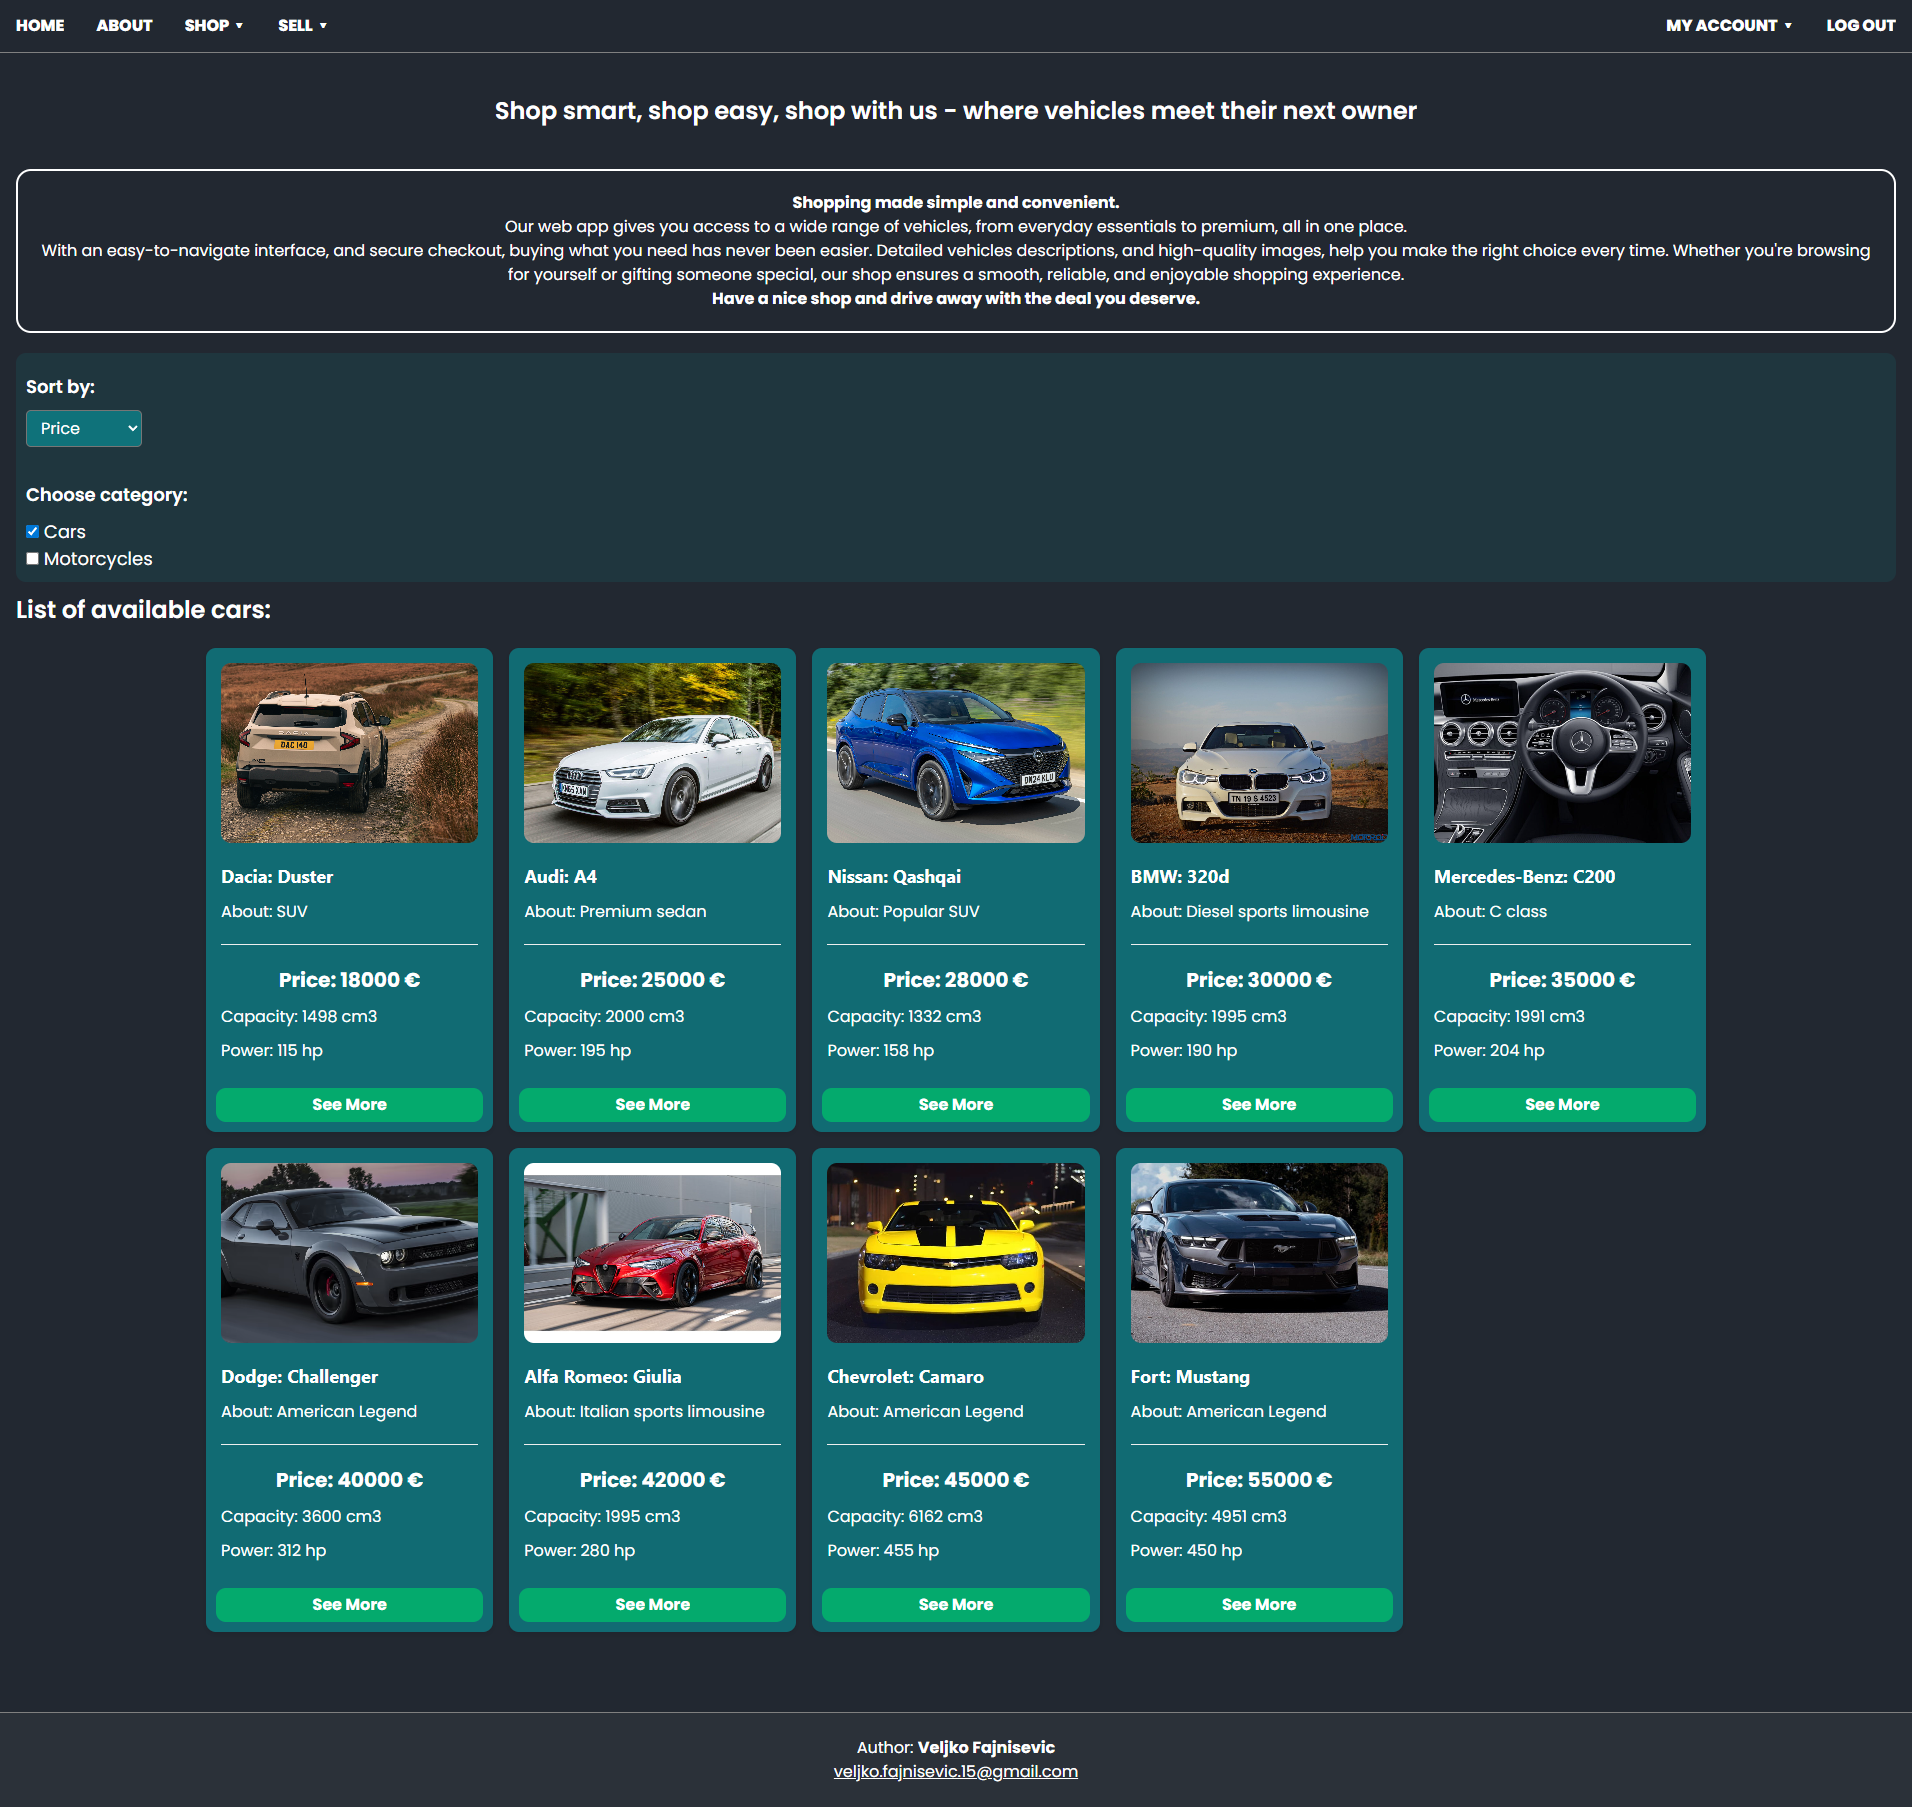 HOME ABOUT SHOP ▼ SELL ▼ MY ACCOUNT ▼ LOG OUT
Shop smart, shop easy, shop with us - where vehicles meet their next owner
Shopping made simple and convenient.
Our web app gives you access to a wide range of vehicles, from everyday essentials to premium, all in one place.
With an easy-to-navigate interface, and secure checkout, buying what you need has never been easier. Detailed vehicles descriptions, and high-quality images, help you make the right choice every time. Whether you're browsing
for yourself or gifting someone special, our shop ensures a smooth, reliable, and enjoyable shopping experience.
Have a nice shop and drive away with the deal you deserve.
Sort by:
Price
Choose category:
Cars
Motorcycles
List of available cars:
DAC 140
Dacia: Duster
About: SUV
Price: 18000 €
Capacity: 1498 cm3
Power: 115 hp
See More
Audi: A4
About: Premium sedan
Price: 25000 €
Capacity: 2000 cm3
Power: 195 hp
See More
DN24 KLU
Nissan: Qashqai
About: Popular SUV
Price: 28000 €
Capacity: 1332 cm3
Power: 158 hp
See More
TN 19 S 4523
BMW: 320d
About: Diesel sports limousine
Price: 30000 €
Capacity: 1995 cm3
Power: 190 hp
See More
Mercedes-Benz
Mercedes-Benz: C200
About: C class
Price: 35000 €
Capacity: 1991 cm3
Power: 204 hp
See More
Dodge: Challenger
About: American Legend
Price: 40000 €
Capacity: 3600 cm3
Power: 312 hp
See More
Alfa Romeo: Giulia
About: Italian sports limousine
Price: 42000 €
Capacity: 1995 cm3
Power: 280 hp
See More
Chevrolet: Camaro
About: American Legend
Price: 45000 €
Capacity: 6162 cm3
Power: 455 hp
See More
Fort: Mustang
About: American Legend
Price: 55000 €
Capacity: 4951 cm3
Power: 450 hp
See More
Author: Veljko Fajnisevic
veljko.fajnisevic.15@gmail.com